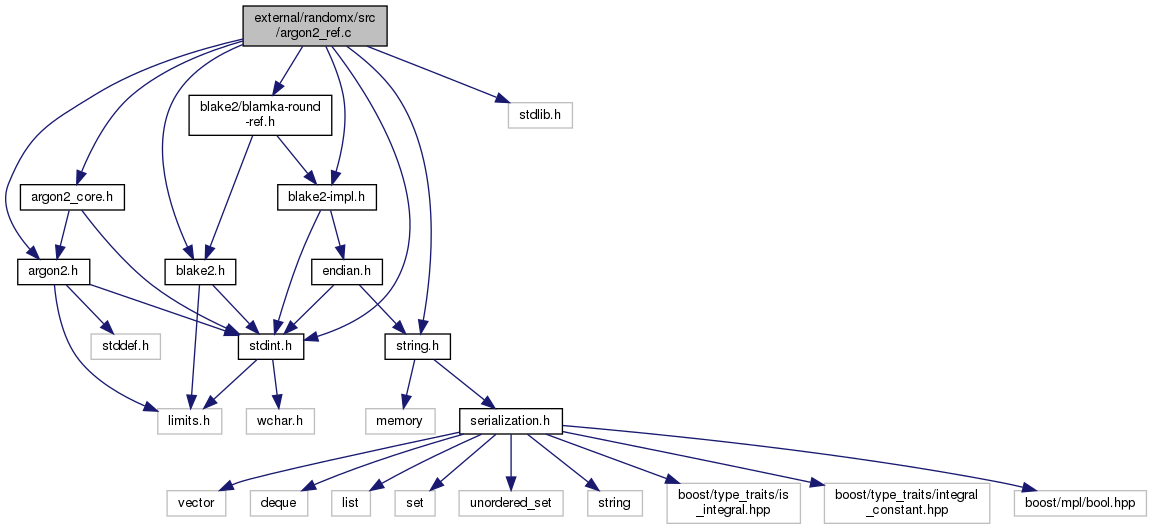 external/randomx/src
/argon2_ref.c
blake2/blamka-round
-ref.h
stdlib.h
argon2_core.h
blake2-impl.h
argon2.h
blake2.h
endian.h
stddef.h
stdint.h
string.h
limits.h
wchar.h
memory
serialization.h
vector
deque
list
set
unordered_set
string
boost/type_traits/is
_integral.hpp
boost/type_traits/integral
_constant.hpp
boost/mpl/bool.hpp